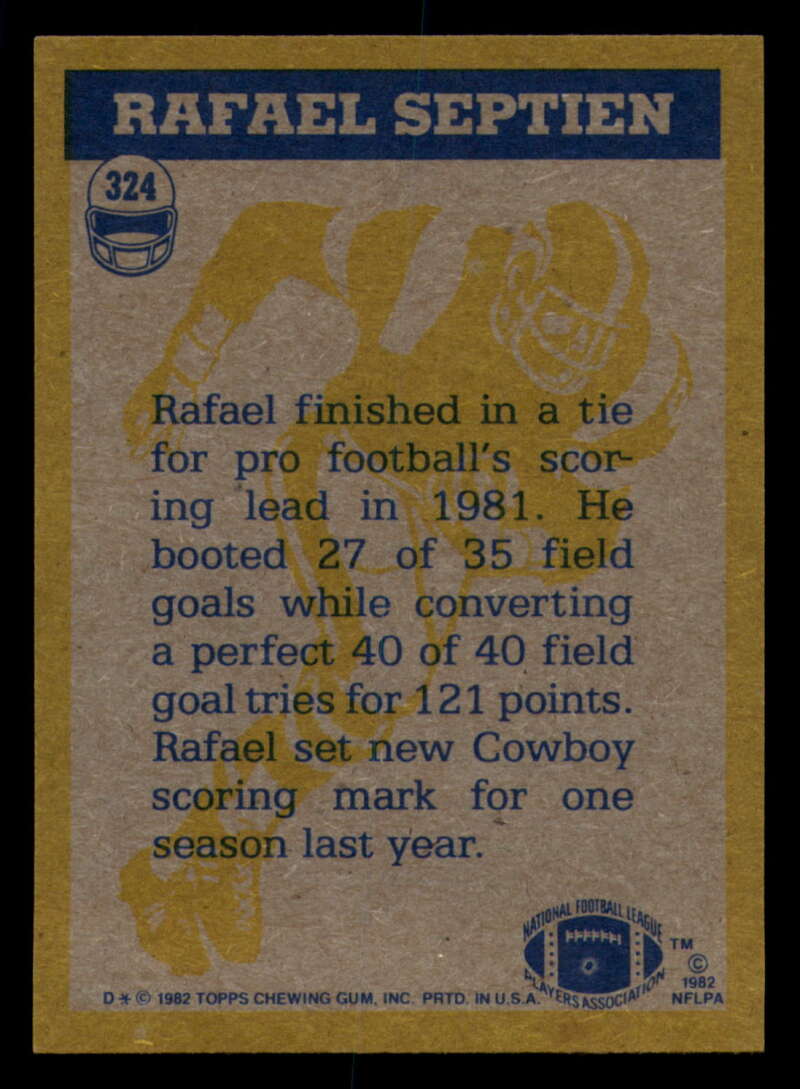 RAFAEL SEPTIEN
324
Rafael finished in a tie
for pro football's scor-
ing lead in 1981. He
booted 27 of 35 field
goals while converting
a perfect 40 of 40 field
goal tries for 121 points.
Rafael set new Cowboy
scoring mark for one
season last year.
NATIONAL FOOTBALL LEAGUE
PLAYERS ASSOCIATION
TM
©
1982
NFLPA
D * © 1982 TOPPS CHEWING GUM, INC. PRTD. IN U.S.A.